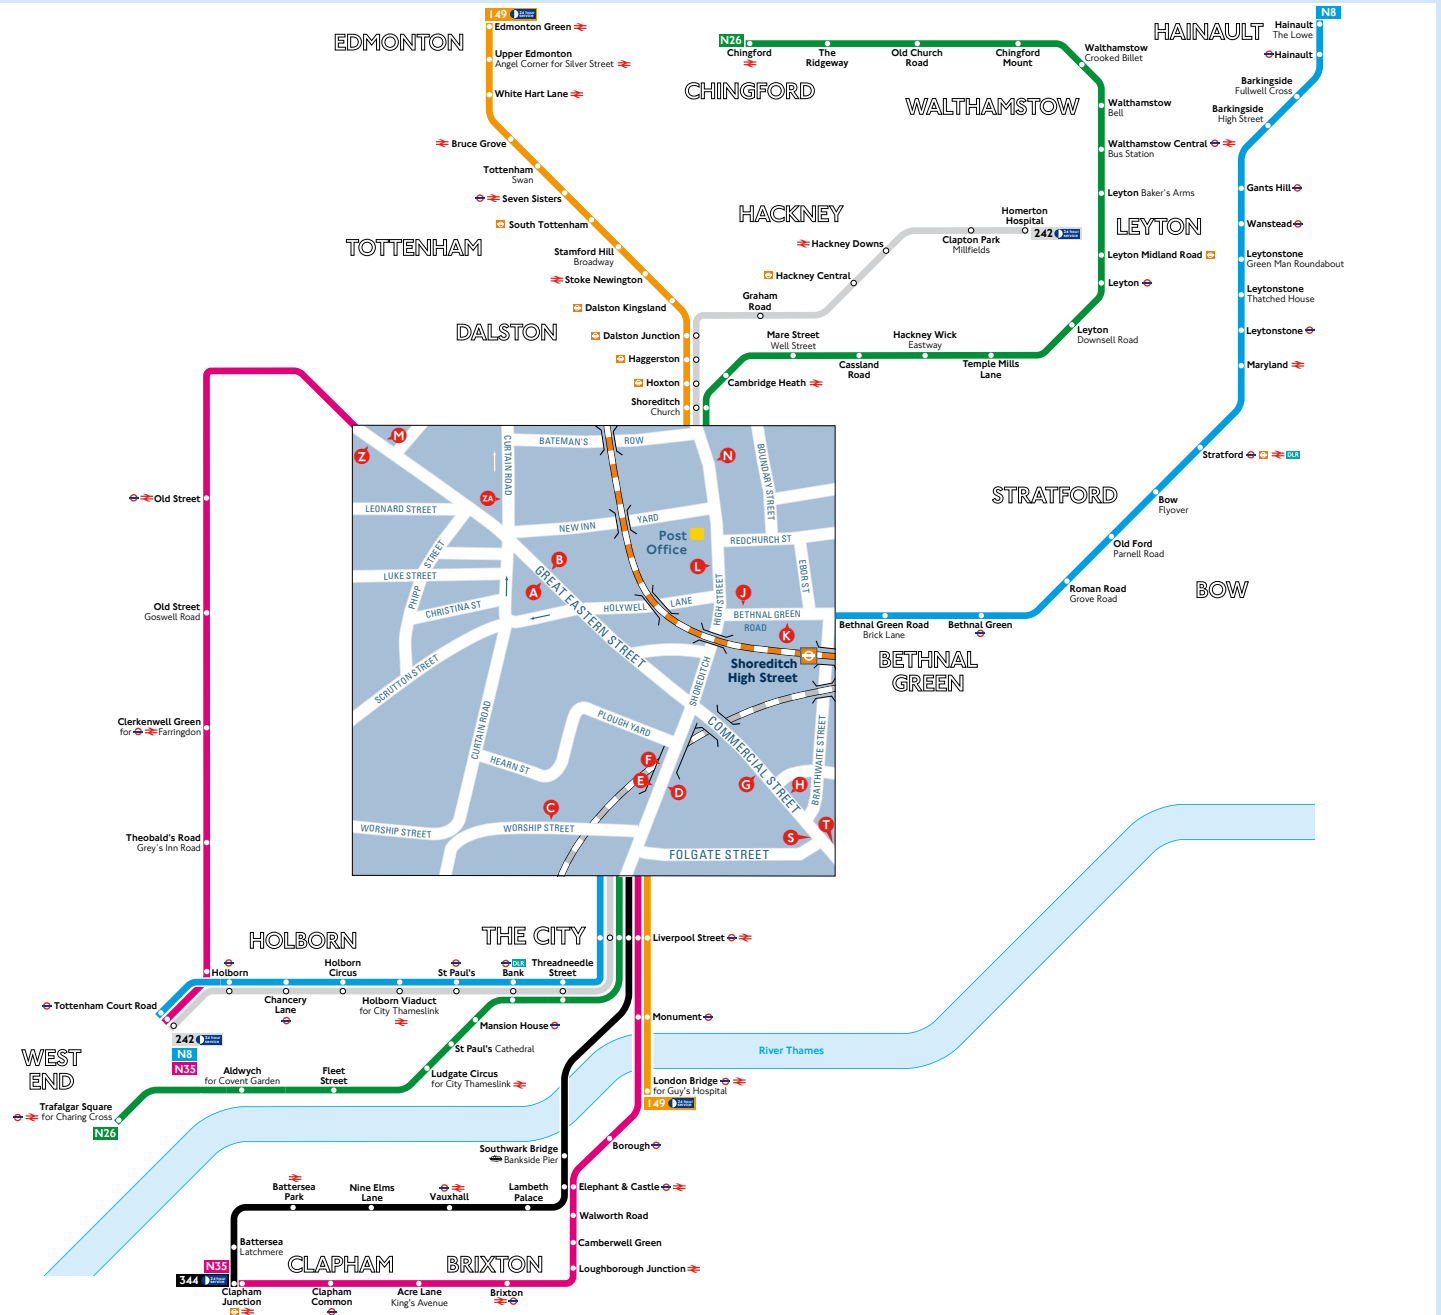 149 24 hour service
Edmonton Green
EDMONTON
Upper Edmonton
Angel Corner for Silver Street
White Hart Lane
Bruce Grove
Tottenham
Swan
Seven Sisters
South Tottenham
TOTTENHAM
Stamford Hill
Broadway
Stoke Newington
Dalston Kingsland
DALSTON
Dalston Junction
Haggerston
Hoxton
Shoreditch
Church
N26
Chingford
The
Ridgeway
Old Church
Road
Chingford
Mount
Walthamstow
Crooked Billet
CHINGFORD
WALTHAMSTOW
Walthamstow
Bell
Walthamstow Central
Bus Station
Leyton Baker's Arms
LEYTON
Leyton Midland Road
Leyton
Leyton
Downsell Road
HACKNEY
Homerton
Hospital
242 24 hour service
Clapton Park
Millfields
Hackney Downs
Hackney Central
Graham
Road
Mare Street
Well Street
Cassland
Road
Hackney Wick
Eastway
Temple Mills
Lane
Cambridge Heath
N8
HAINAULT
Hainault
The Lowe
Hainault
Barkingside
Fullwell Cross
Barkingside
High Street
Gants Hill
Wanstead
Leytonstone
Green Man Roundabout
Leytonstone
Thatched House
Leytonstone
Maryland
Stratford
DLR
STRATFORD
Bow
Flyover
Old Ford
Parnell Road
BOW
Roman Road
Grove Road
Bethnal Green Road
Brick Lane
Bethnal Green
BETHNAL
GREEN
M
Z
CURTAIN ROAD
BATEMAN'S
ROW
N
BOUNDARY STREET
ZA
LEONARD STREET
NEW INN
YARD
Post
Office
REDCHURCH ST
PHIPP
STREET
LUKE STREET
B
A
GREAT EASTERN STREET
L
EBOR ST
CHRISTINA ST
HOLYWELL
LANE
HIGH STREET
J
BETHNAL GREEN
ROAD
K
Shoreditch
High Street
SCRUTTON STREET
SHOREDITCH
CURTAIN ROAD
PLOUGH YARD
COMMERCIAL STREET
HEARN ST
BRAITHWAITE STREET
F
E
D
G
H
C
WORSHIP STREET
WORSHIP STREET
S
T
FOLGATE STREET
Old Street
Old Street
Goswell Road
Clerkenwell Green
for Farringdon
Theobald's Road
Grey's Inn Road
HOLBORN
THE CITY
Liverpool Street
Holborn
Holborn
Circus
St Paul's
DLR
Bank
Threadneedle
Street
Chancery
Lane
Holborn Viaduct
for City Thameslink
Tottenham Court Road
242 24 hour service
N8
N35
WEST
END
Mansion House
St Paul's Cathedral
Ludgate Circus
for City Thameslink
Aldwych
for Covent Garden
Fleet
Street
Trafalgar Square
for Charing Cross
N26
Monument
River Thames
London Bridge
for Guy's Hospital
149 24 hour service
Borough
Southwark Bridge
Bankside Pier
Elephant & Castle
Lambeth
Palace
Vauxhall
Nine Elms
Lane
Battersea
Park
Walworth Road
Camberwell Green
Loughborough Junction
Battersea
Latchmere
N35
344 24 hour service
CLAPHAM
BRIXTON
Clapham
Junction
Clapham
Common
Acre Lane
King's Avenue
Brixton